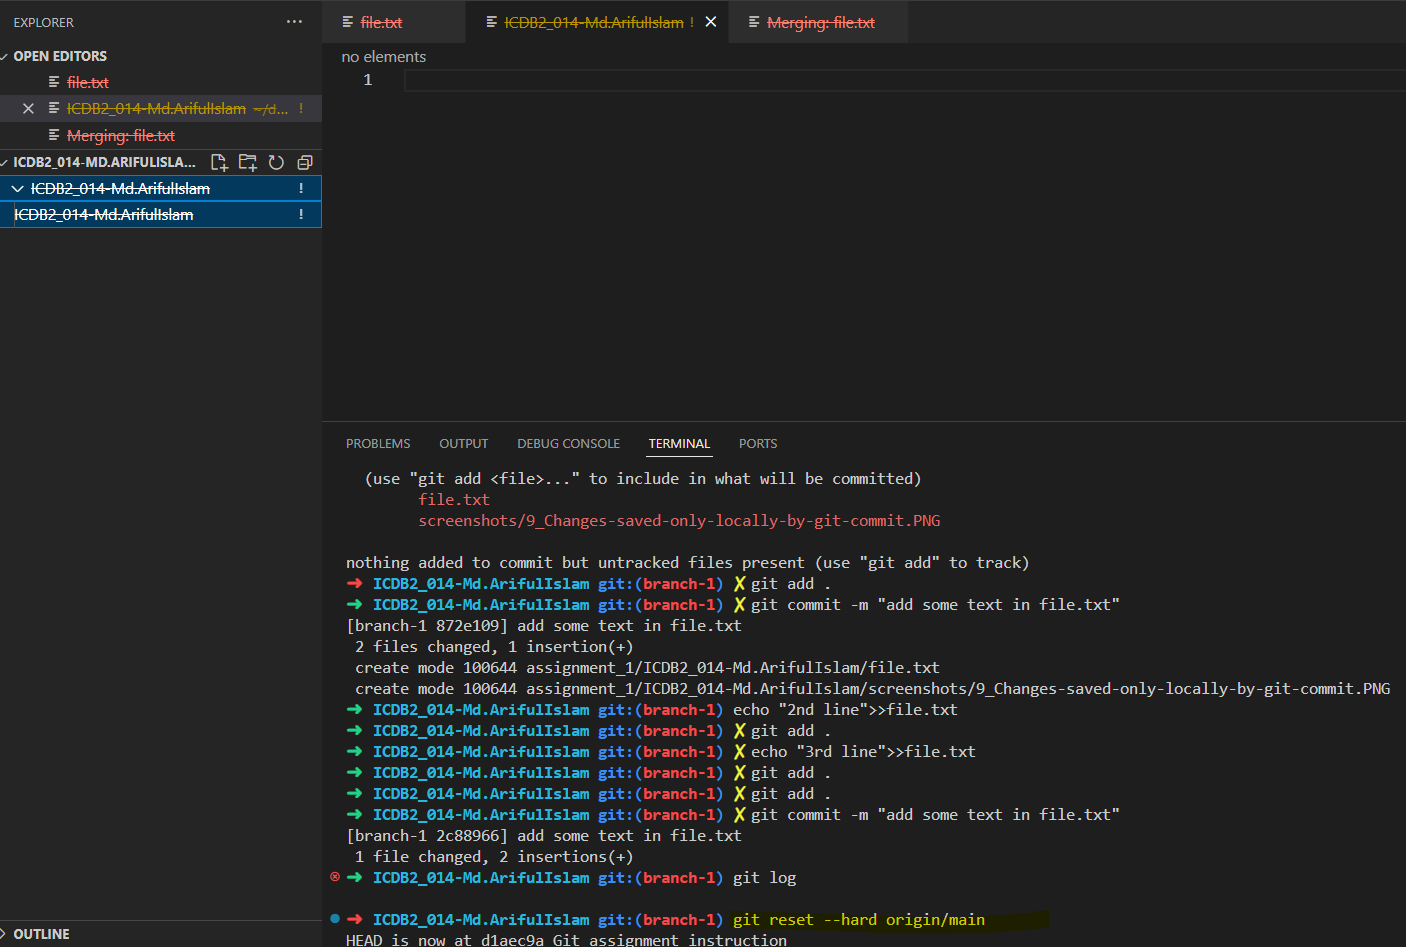 EXPLORER
OPEN EDITORS
file.txt
ICDB2_014-Md.ArifulIslam ~/d... !
Merging: file.txt
ICDB2_014-MD.ARIFULISLA...
ICDB2_014-Md.ArifulIslam !
ICDB2_014-Md.ArifulIslam !
OUTLINE
file.txt ICDB2_014-Md.ArifulIslam ! Merging: file.txt
no elements
1
PROBLEMS OUTPUT DEBUG CONSOLE TERMINAL PORTS
(use "git add <file>..." to include in what will be committed)
file.txt
screenshots/9_Changes-saved-only-locally-by-git-commit.PNG
nothing added to commit but untracked files present (use "git add" to track)
➜ ICDB2_014-Md.ArifulIslam git:(branch-1) ✗ git add .
➜ ICDB2_014-Md.ArifulIslam git:(branch-1) ✗ git commit -m "add some text in file.txt"
[branch-1 872e109] add some text in file.txt
2 files changed, 1 insertion(+)
create mode 100644 assignment_1/ICDB2_014-Md.ArifulIslam/file.txt
create mode 100644 assignment_1/ICDB2_014-Md.ArifulIslam/screenshots/9_Changes-saved-only-locally-by-git-commit.PNG
➜ ICDB2_014-Md.ArifulIslam git:(branch-1) echo "2nd line">>file.txt
➜ ICDB2_014-Md.ArifulIslam git:(branch-1) ✗ git add .
➜ ICDB2_014-Md.ArifulIslam git:(branch-1) ✗ echo "3rd line">>file.txt
➜ ICDB2_014-Md.ArifulIslam git:(branch-1) ✗ git add .
➜ ICDB2_014-Md.ArifulIslam git:(branch-1) ✗ git add .
➜ ICDB2_014-Md.ArifulIslam git:(branch-1) ✗ git commit -m "add some text in file.txt"
[branch-1 2c88966] add some text in file.txt
1 file changed, 2 insertions(+)
➜ ICDB2_014-Md.ArifulIslam git:(branch-1) git log
➜ ICDB2_014-Md.ArifulIslam git:(branch-1) git reset --hard origin/main
HEAD is now at d1aec9a Git assignment instruction